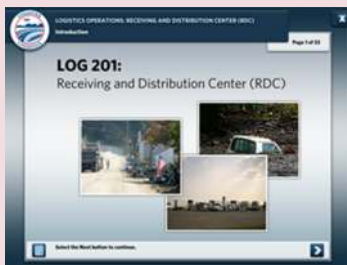 LOGISTICS OPERATIONS: RECEIVING AND DISTRIBUTION CENTER (RDC)
Introduction
X
Page 1 of 53
LOG 201:
Receiving and Distribution Center (RDC)
Select the Next button to continue.